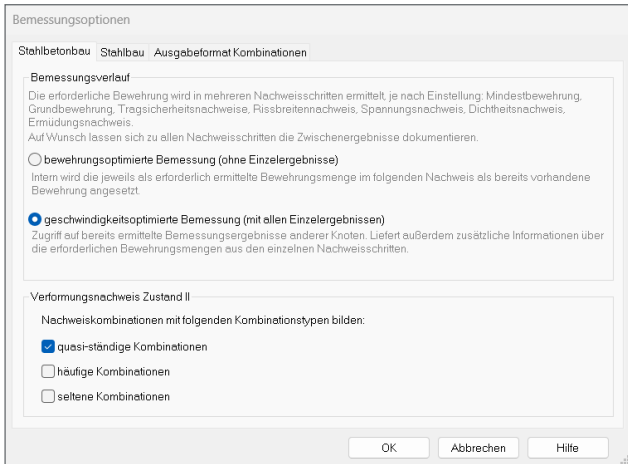 Bemessungsoptionen
Stahlbetonbau Stahlbau Ausgabeformat Kombinationen
Bemessungsverlauf
Die erforderliche Bewehrung wird in mehreren Nachweisschritten ermittelt, je nach Einstellung: Mindestbewehrung,
Grundbewehrung, Tragsicherheitsnachweise, Rissbreitennachweis, Spannungsnachweis, Dichtheitsnachweis,
Ermüdungsnachweis.
Auf Wunsch lassen sich zu allen Nachweisschritten die Zwischenergebnisse dokumentieren.
bewehrungsoptimierte Bemessung (ohne Einzelergebnisse)
Intern wird die jeweils als erforderlich ermittelte Bewehrungsmenge im folgenden Nachweis als bereits vorhandene
Bewehrung angesetzt.
geschwindigkeitsoptimierte Bemessung (mit allen Einzelergebnissen)
Zugriff auf bereits ermittelte Bemessungsergebnisse anderer Knoten. Liefert außerdem zusätzliche Informationen über
die erforderlichen Bewehrungsmengen aus den einzelnen Nachweisschritten.
Verformungsnachweis Zustand II
Nachweiskombinationen mit folgenden Kombinationstypen bilden:
quasi-ständige Kombinationen
häufige Kombinationen
seltene Kombinationen
OK Abbrechen Hilfe